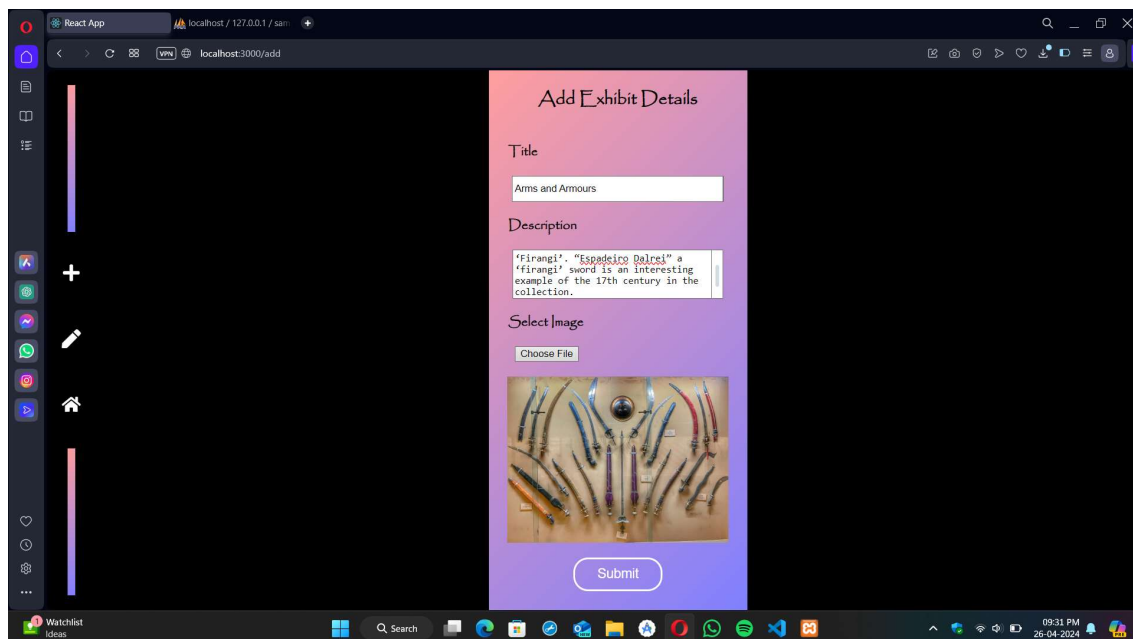 React App
localhost / 127.0.0.1 / sam
VPN
localhost:3000/add
Add Exhibit Details
Title
Arms and Armours
Description
‘Firangi’. “Espadeiro Dalrei” a
‘firangi’ sword is an interesting
example of the 17th century in the
collection.
Select Image
Choose File
Submit
1
Watchlist
Ideas
Search
09:31 PM
26-04-2024